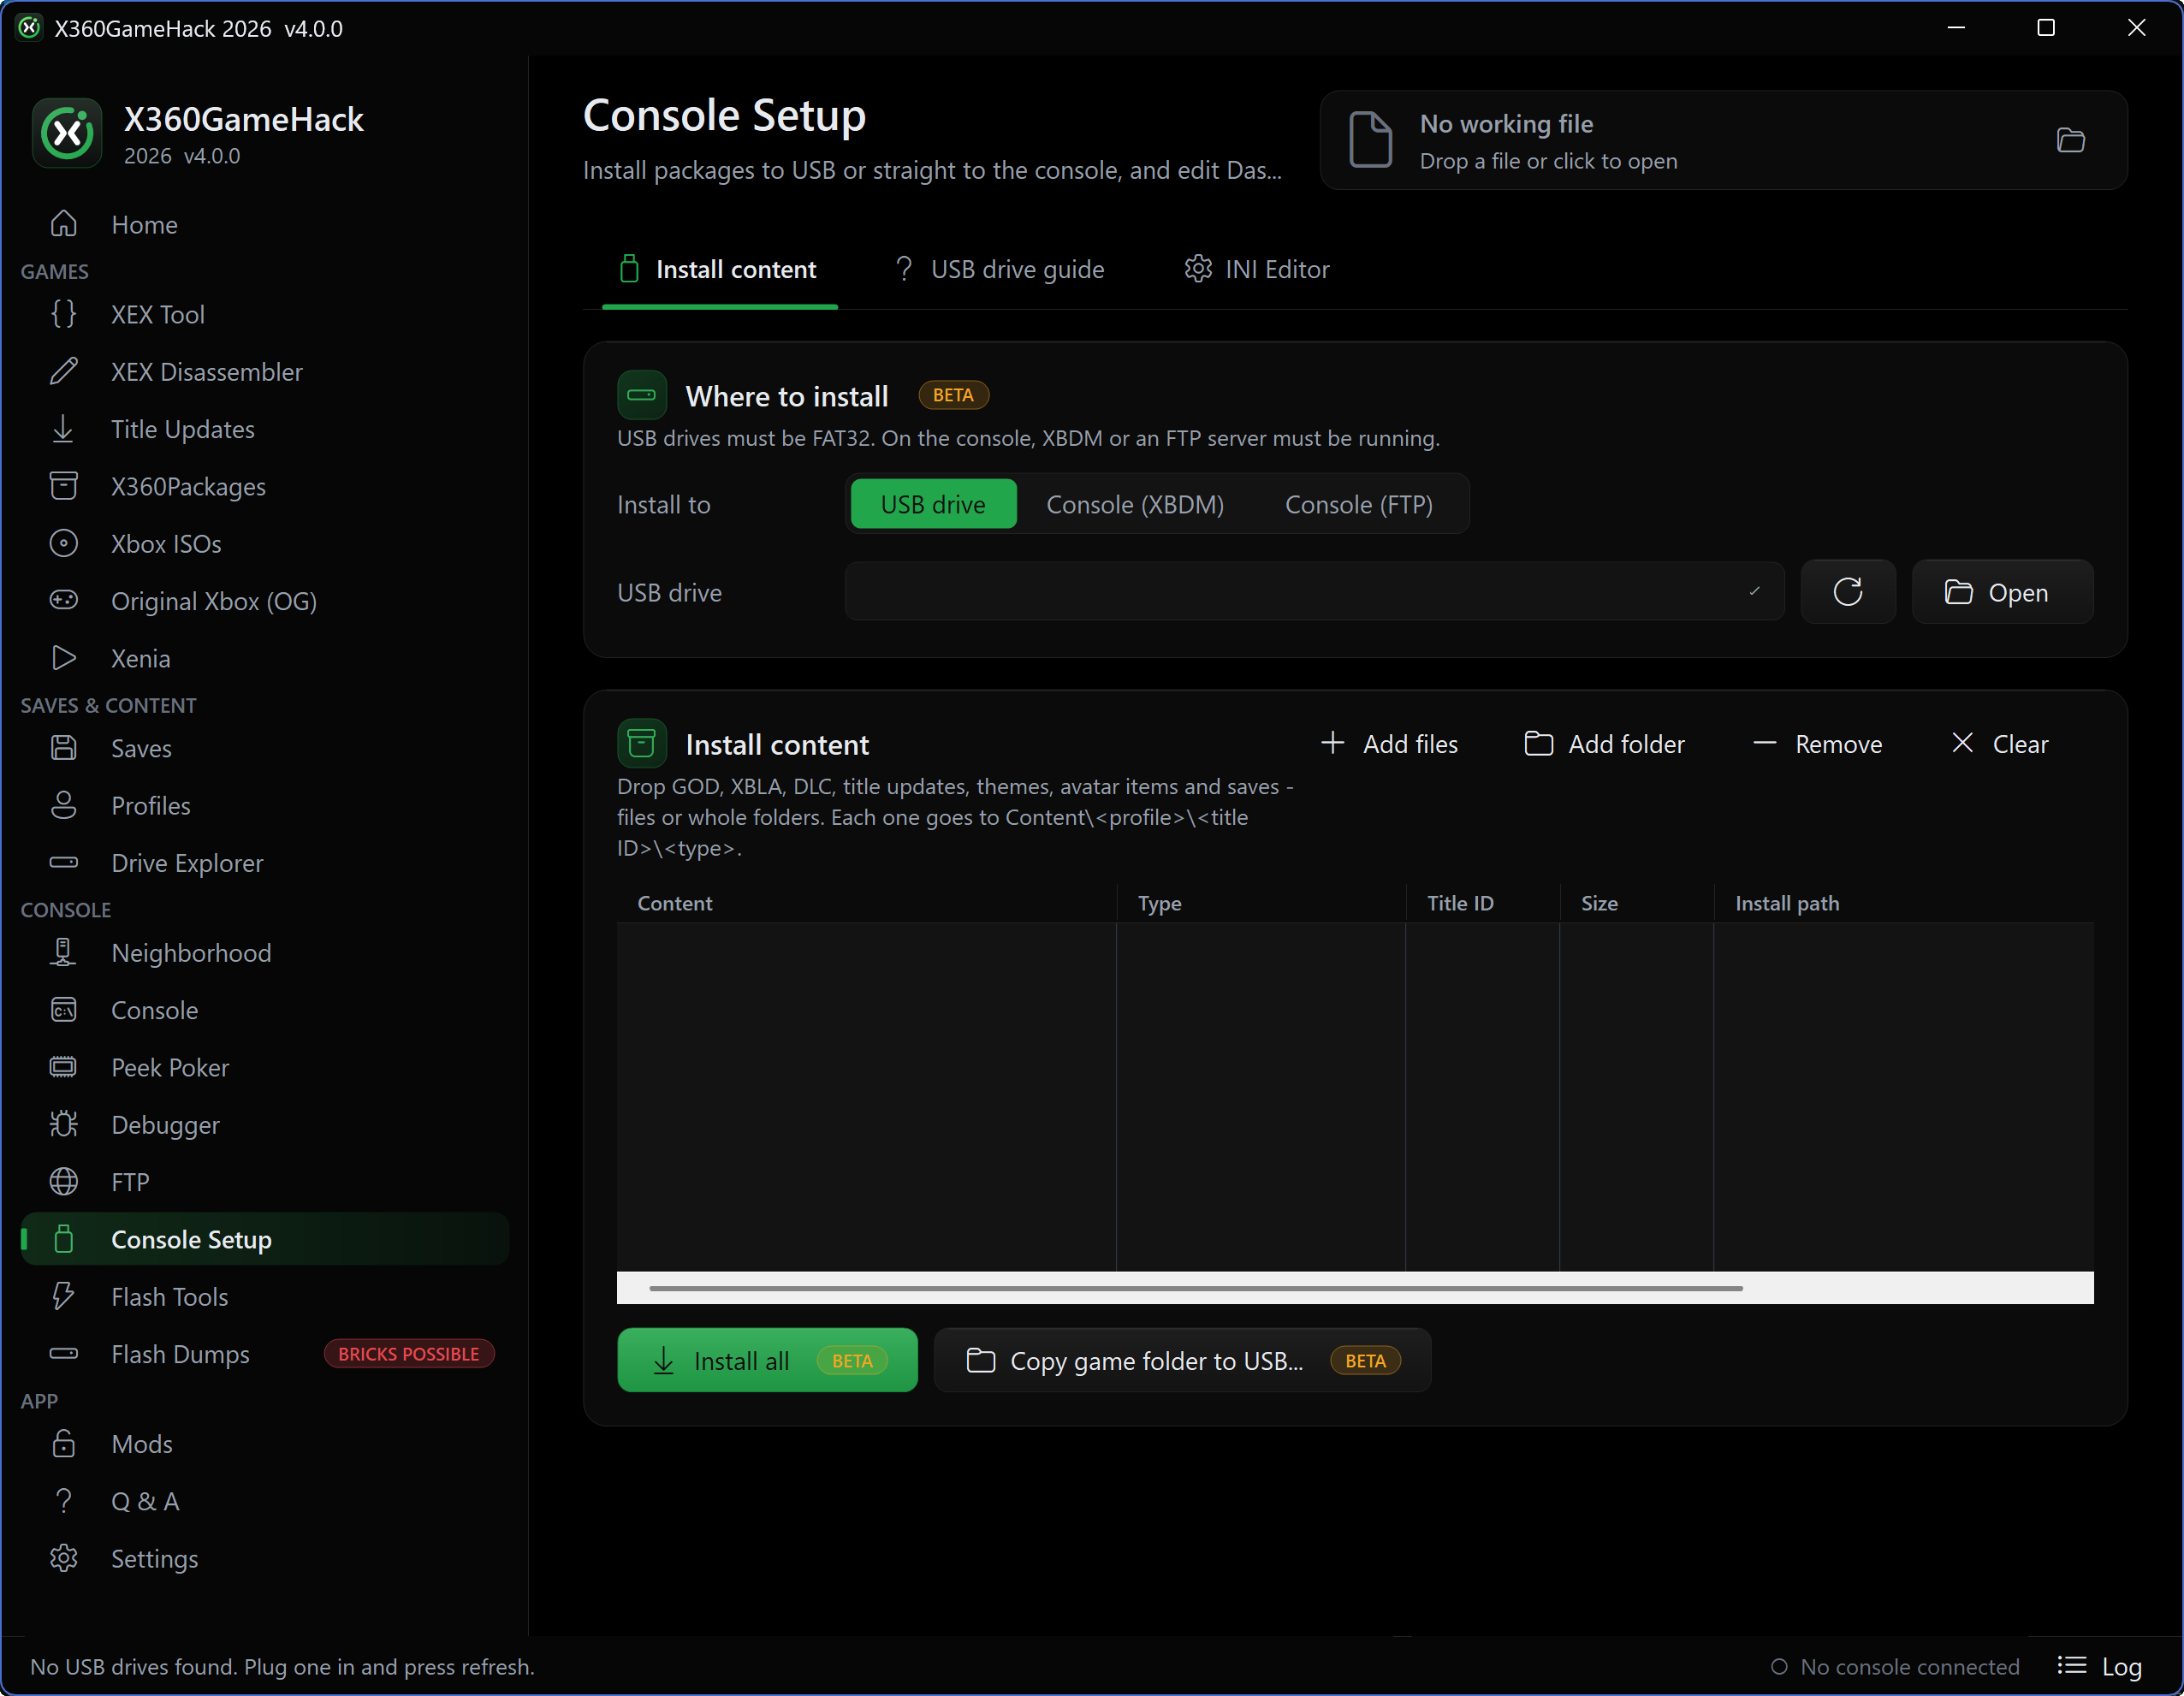 X360GameHack 2026 v4.0.0
X360GameHack
2026 v4.0.0
Home
GAMES
XEX Tool
XEX Disassembler
Title Updates
X360Packages
Xbox ISOs
Original Xbox (OG)
Xenia
SAVES & CONTENT
Saves
Profiles
Drive Explorer
CONSOLE
Neighborhood
Console
Peek Poker
Debugger
FTP
Console Setup
Flash Tools
Flash Dumps BRICKS POSSIBLE
APP
Mods
Q & A
Settings
Console Setup
Install packages to USB or straight to the console, and edit Das...
No working file
Drop a file or click to open
Install content USB drive guide INI Editor
Where to install BETA
USB drives must be FAT32. On the console, XBDM or an FTP server must be running.
Install to USB drive Console (XBDM) Console (FTP)
USB drive Open
Install content Add files Add folder Remove Clear
Drop GOD, XBLA, DLC, title updates, themes, avatar items and saves -
files or whole folders. Each one goes to Content\<profile>\<title
ID>\<type>.
Content Type Title ID Size Install path
Install all BETA Copy game folder to USB... BETA
No USB drives found. Plug one in and press refresh. No console connected Log